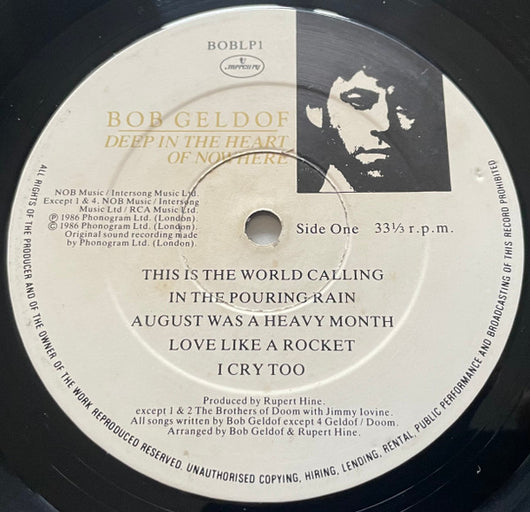 BOBLP1
mercury
BOB GELDOF
DEEP IN THE HEART
OF NOWHERE
NOB Music / Intersong Music Ltd.
Except 1 & 4. NOB Music / Intersong
Music Ltd / RCA Music Ltd.
Ⓟ 1986 Phonogram Ltd. (London).
© 1986 Phonogram Ltd. (London).
Original sound recording made
by Phonogram Ltd. (London).
Side One 33⅓ r.p.m.
THIS IS THE WORLD CALLING
IN THE POURING RAIN
AUGUST WAS A HEAVY MONTH
LOVE LIKE A ROCKET
I CRY TOO
Produced by Rupert Hine.
except 1 & 2 The Brothers of Doom with Jimmy Iovine.
All songs written by Bob Geldof except 4 Geldof / Doom.
Arranged by Bob Geldof & Rupert Hine.
ALL RIGHTS OF THE PRODUCER AND OF THE OWNER OF THE WORK REPRODUCED RESERVED. UNAUTHORISED COPYING, HIRING, LENDING, RENTAL, PUBLIC PERFORMANCE AND BROADCASTING OF THIS RECORD PROHIBITED